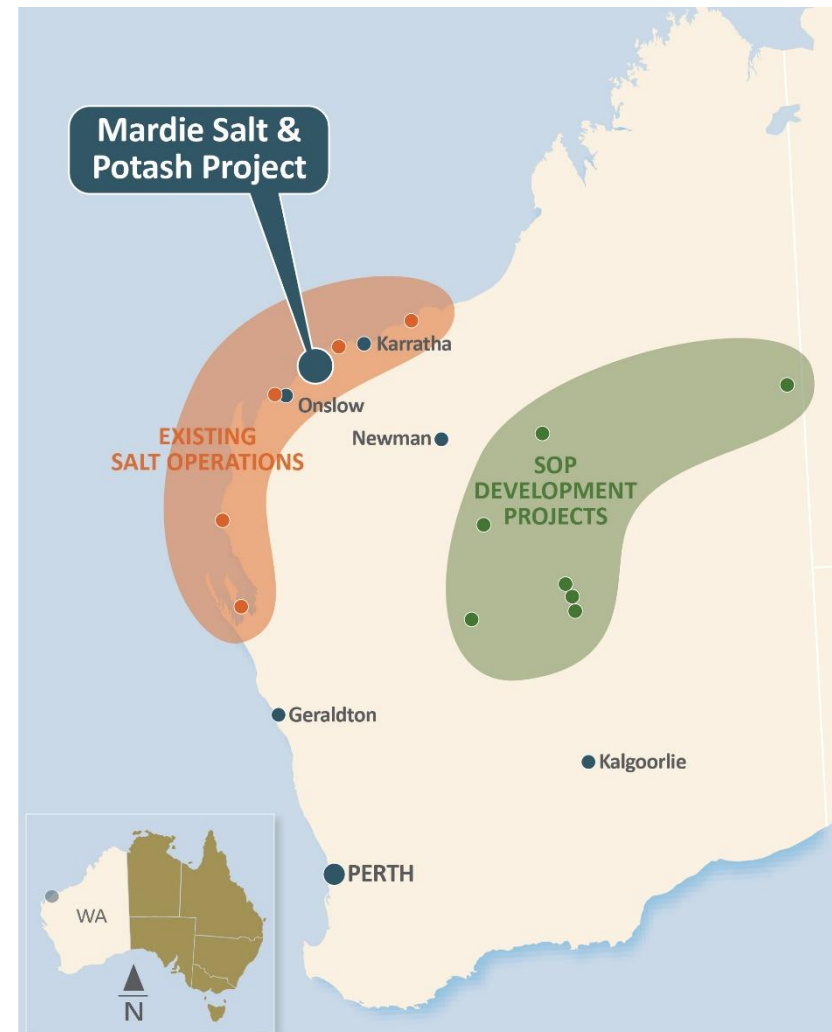 Mardie Salt &
Potash Project
Karratha
Onslow
EXISTING
SALT OPERATIONS
Newman
SOP
DEVELOPMENT
PROJECTS
Geraldton
Kalgoorlie
PERTH
WA
N